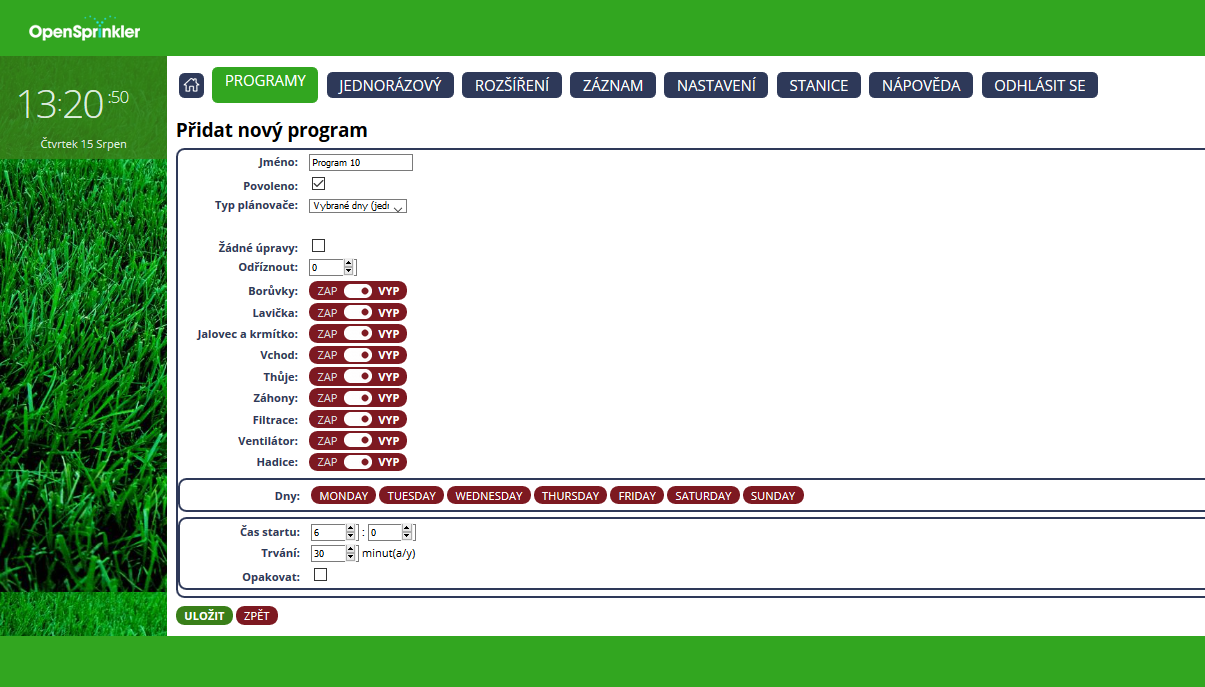 OpenSprinkler
13:20:50
Čtvrtek 15 Srpen
PROGRAMY JEDNORÁZOVÝ ROZŠÍŘENÍ ZÁZNAM NASTAVENÍ STANICE NÁPOVĚDA ODHLÁSIT SE
Přidat nový program
Jméno: Program 10
Povoleno:
Typ plánovače: Vybrané dny (jedr
Žádné úpravy:
Odříznout: 0
Borůvky: ZAP VYP
Lavička: ZAP VYP
Jalovec a krmítko: ZAP VYP
Vchod: ZAP VYP
Thůje: ZAP VYP
Záhony: ZAP VYP
Filtrace: ZAP VYP
Ventilátor: ZAP VYP
Hadice: ZAP VYP
Dny: MONDAY TUESDAY WEDNESDAY THURSDAY FRIDAY SATURDAY SUNDAY
Čas startu: 6 : 0
Trvání: 30 minut(a/y)
Opakovat:
ULOŽIT ZPĚT